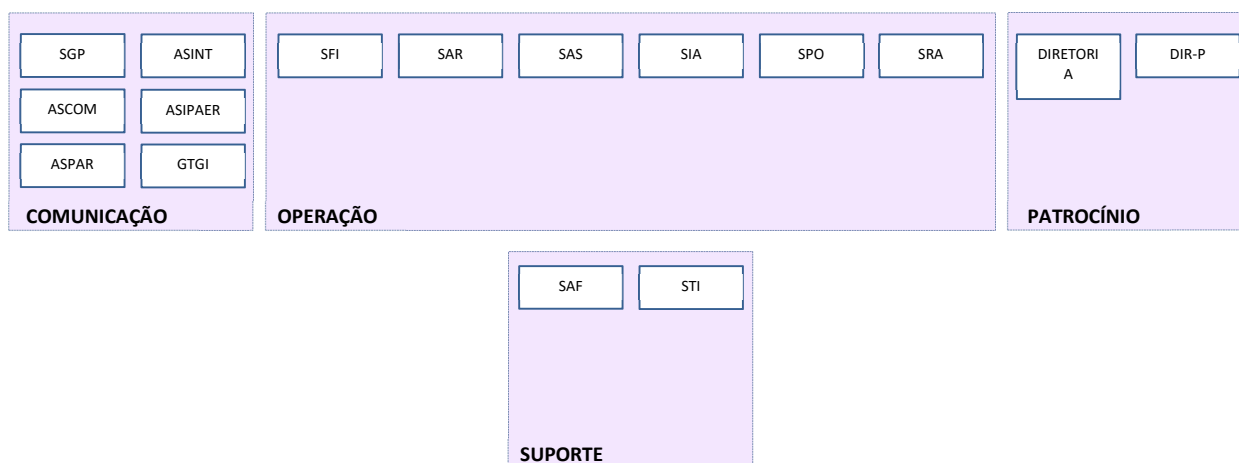 SGP
ASINT
ASCOM
ASIPAER
ASPAR
GTGI
COMUNICAÇÃO
SFI
SAR
SAS
SIA
SPO
SRA
OPERAÇÃO
DIRETORI
A
DIR-P
PATROCÍNIO
SAF
STI
SUPORTE